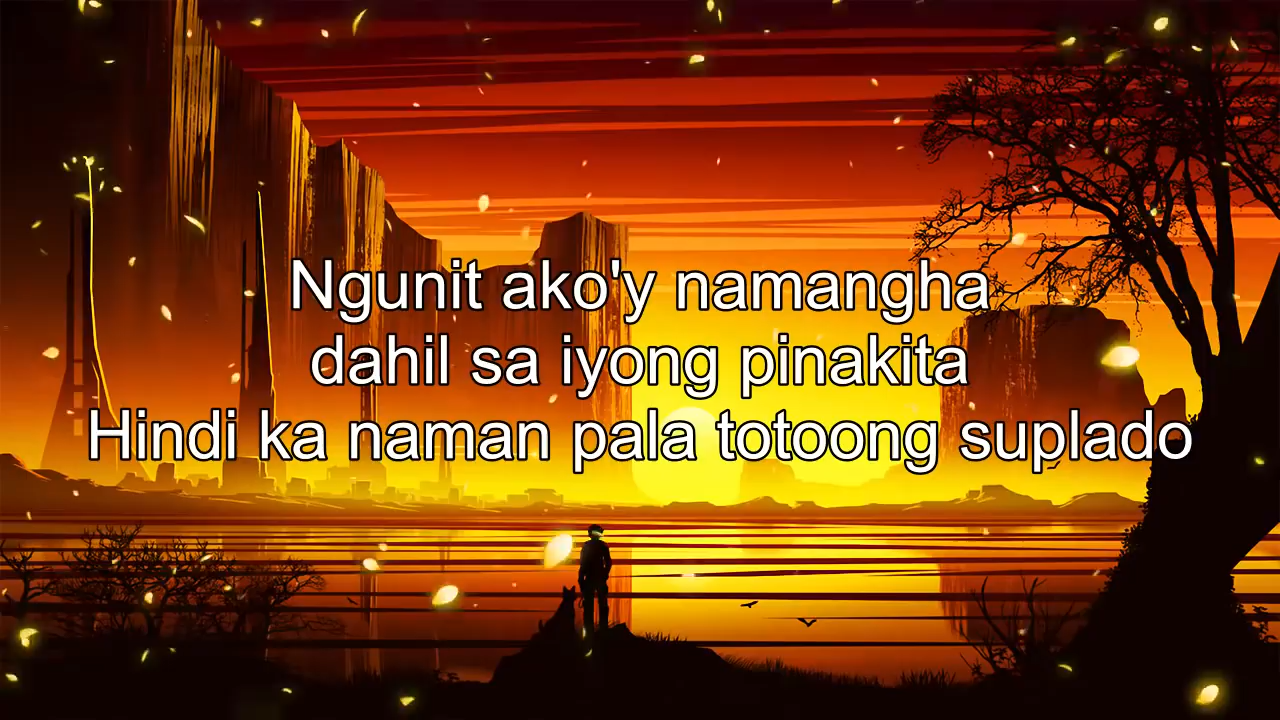 Ngunit ako'y namangha
dahil sa iyong pinakita
Hindi ka naman pala totoong suplado